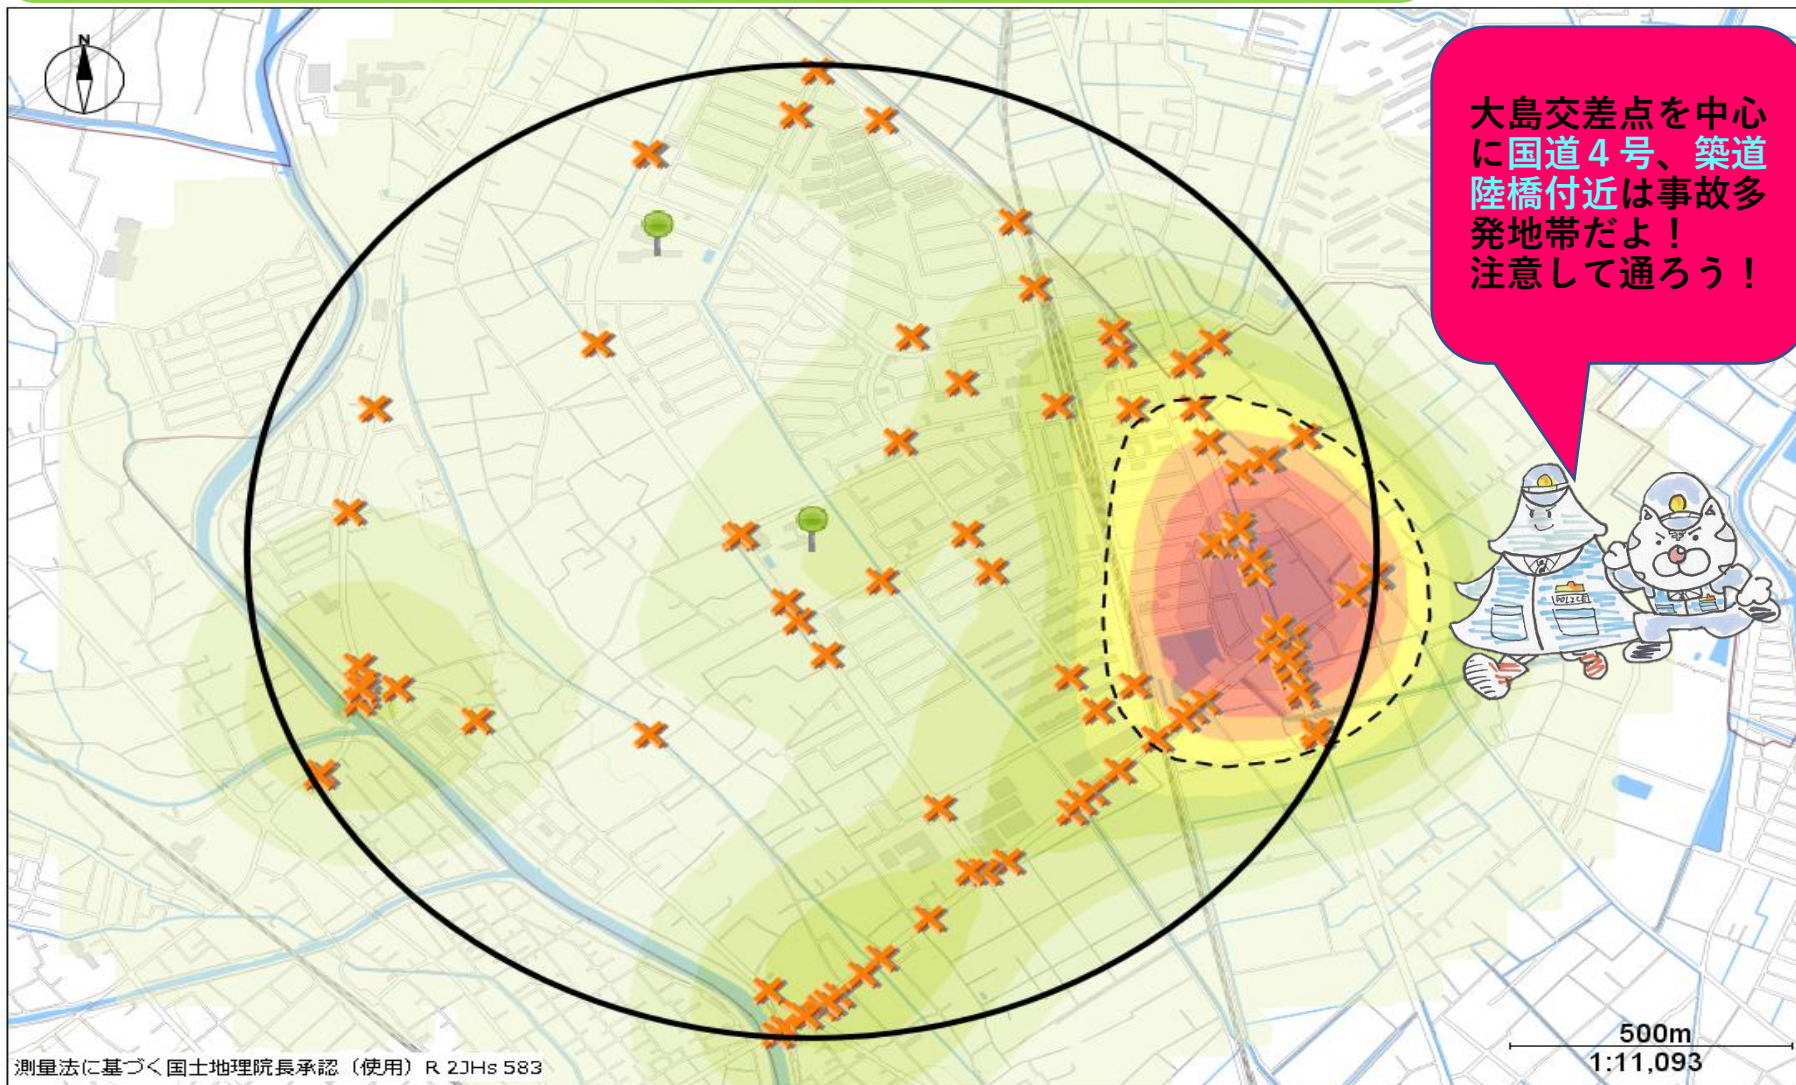 N
大島交差点を中心
に国道４号、築道
陸橋付近は事故多
発地帯だよ！
注意して通ろう！
POLICE
500m
1:11,093
測量法に基づく国土地理院長承認（使用）R 2JHs 583